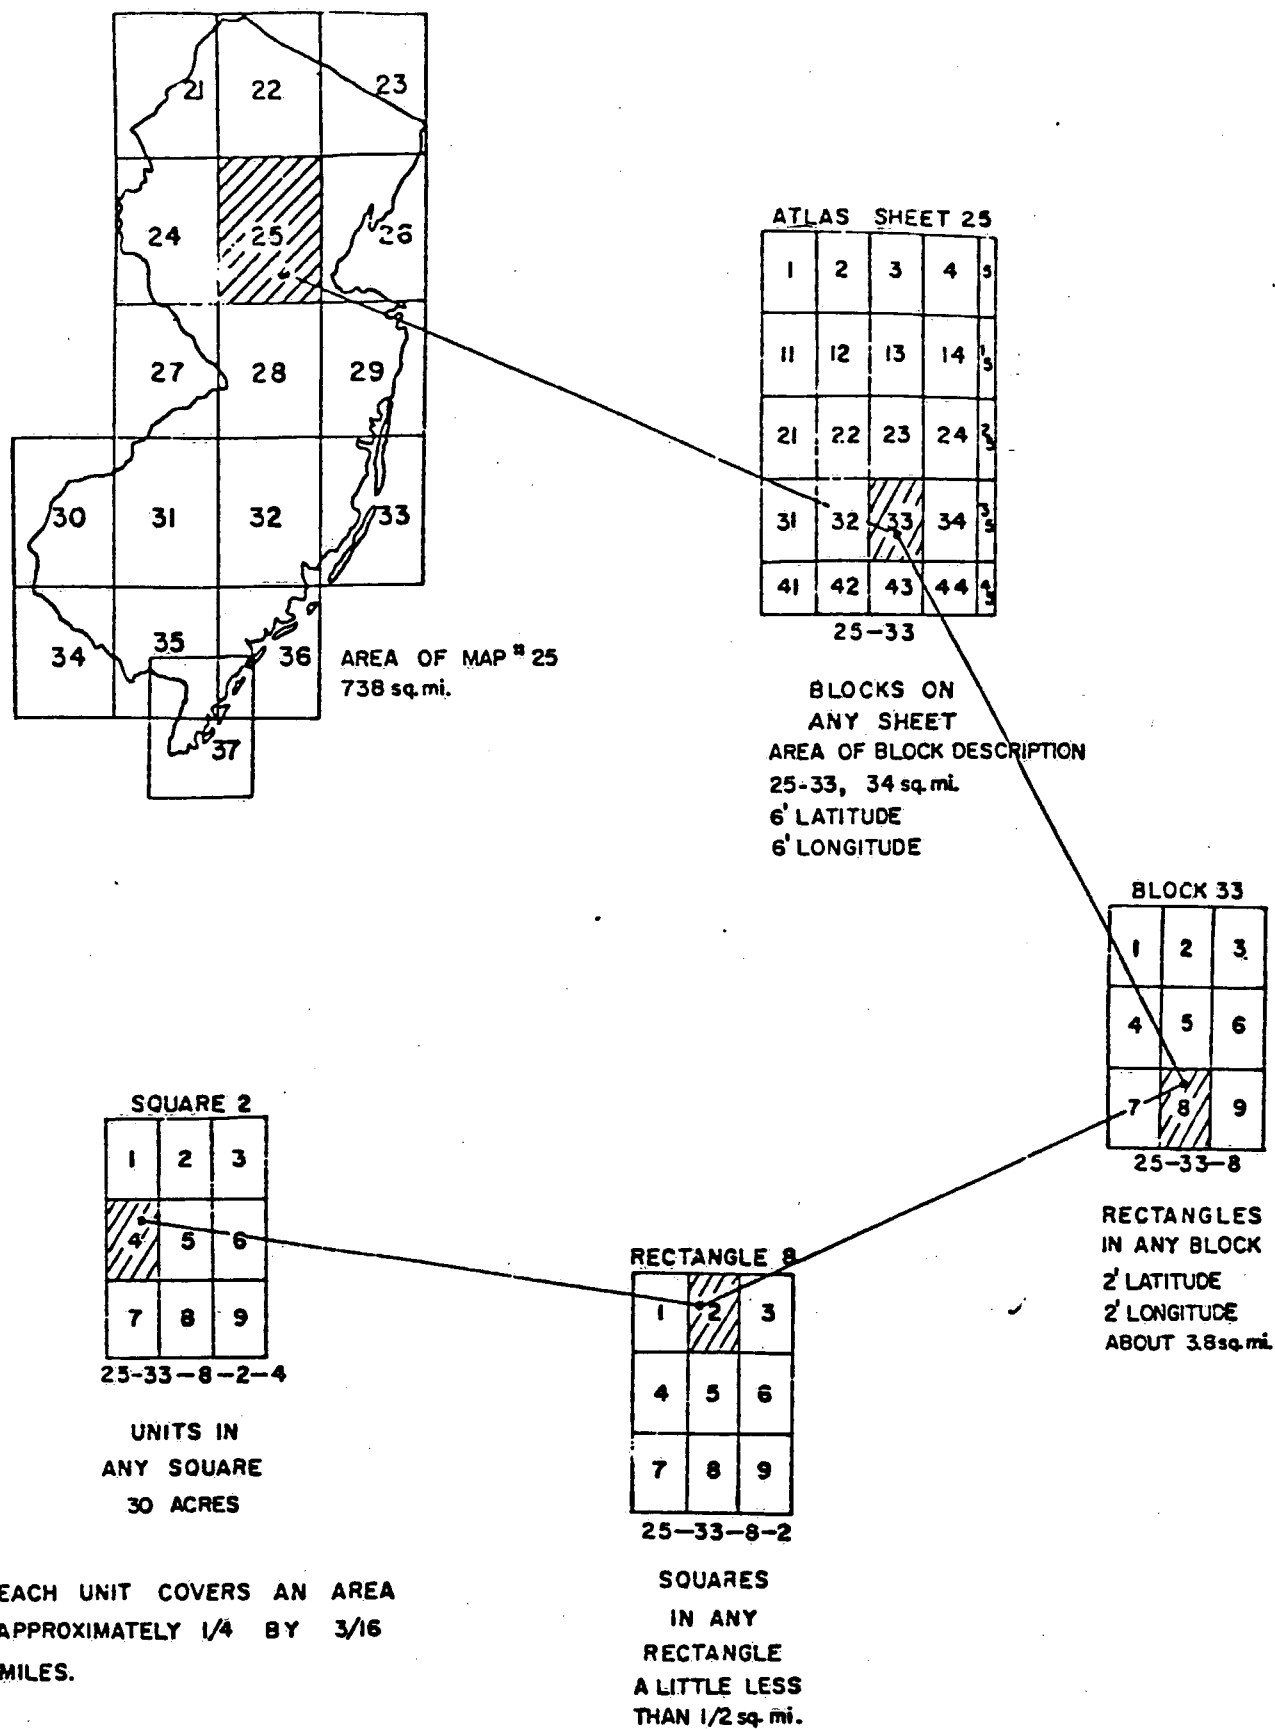 21 22 23
24 25 26
27 28 29
30 31 32 33
34 35 36
37
AREA OF MAP # 25
738 sq. mi.
ATLAS SHEET 25
1 2 3 4 5
11 12 13 14 15
21 22 23 24 25
31 32 33 34 35
41 42 43 44 45
25-33
BLOCKS ON
ANY SHEET
AREA OF BLOCK DESCRIPTION
25-33, 34 sq. mi.
6' LATITUDE
6' LONGITUDE
BLOCK 33
1 2 3
4 5 6
7 8 9
25-33-8
RECTANGLES
IN ANY BLOCK
2' LATITUDE
2' LONGITUDE
ABOUT 3.8 sq. mi.
RECTANGLE 8
1 2 3
4 5 6
7 8 9
25-33-8-2
SQUARES
IN ANY
RECTANGLE
A LITTLE LESS
THAN 1/2 sq. mi.
SQUARE 2
1 2 3
4 5 6
7 8 9
25-33-8-2-4
UNITS IN
ANY SQUARE
30 ACRES
EACH UNIT COVERS AN AREA
APPROXIMATELY 1/4 BY 3/16
MILES.